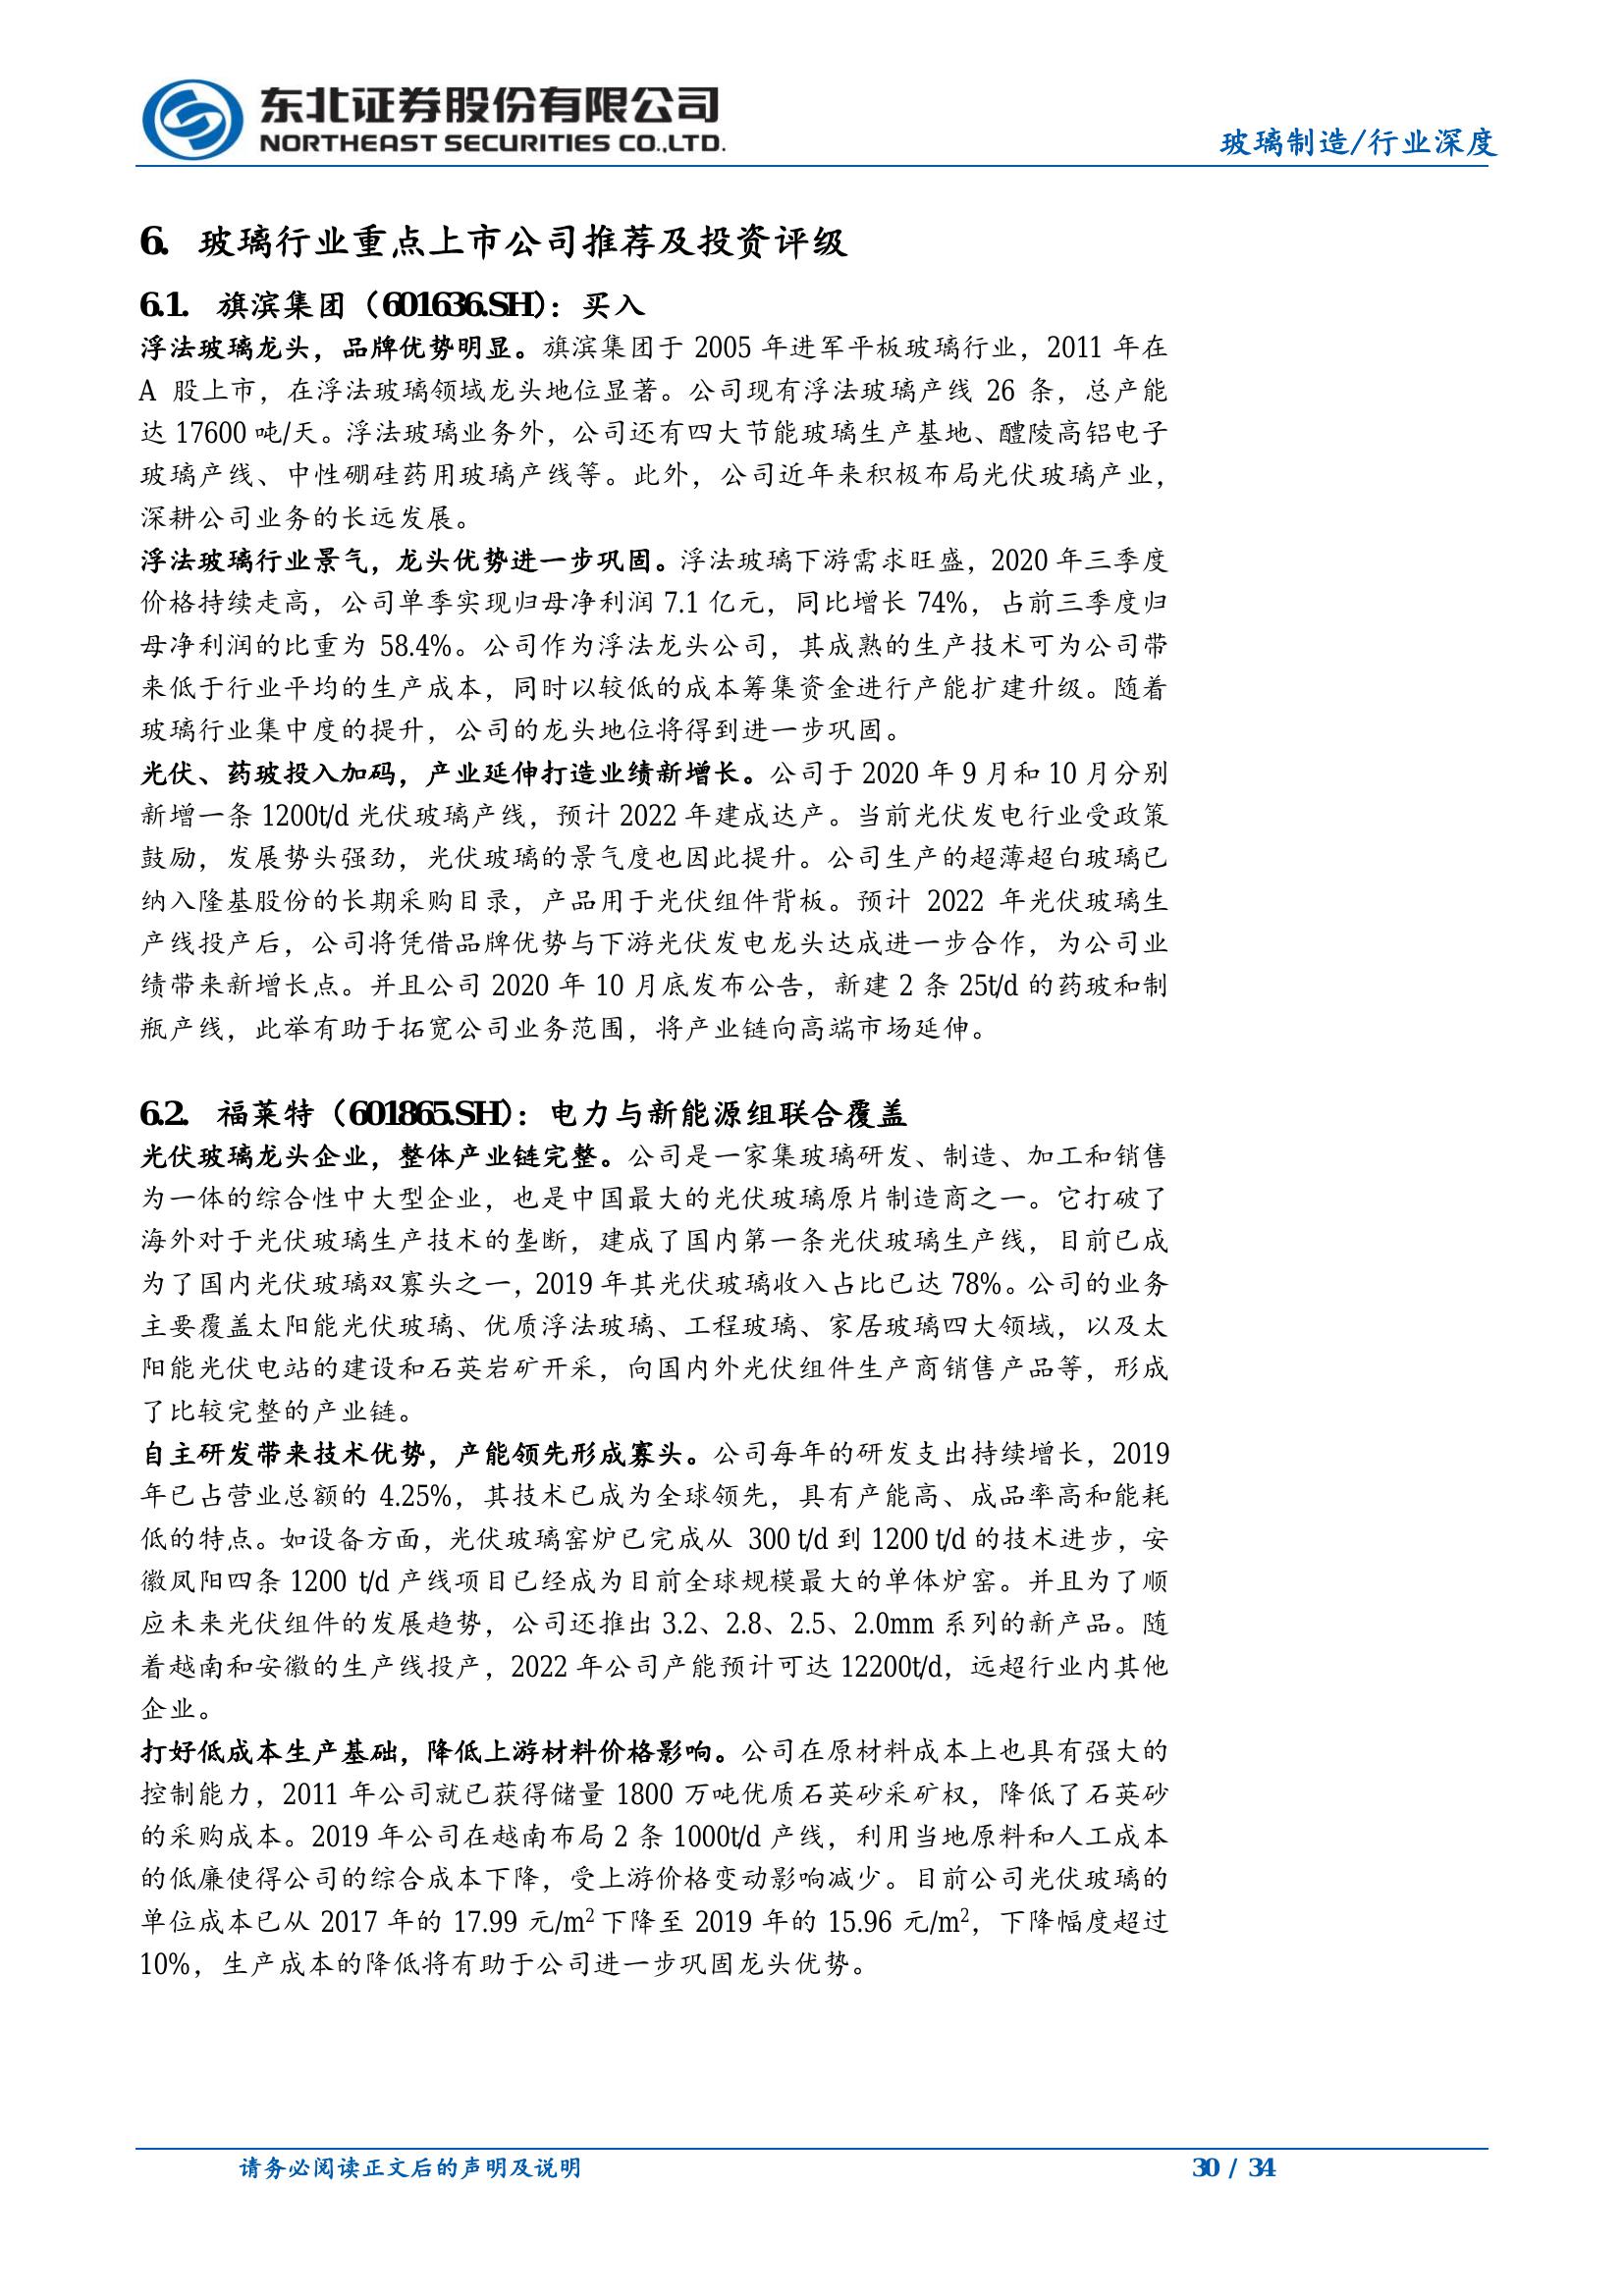 东北证券股份有限公司
NORTHEAST SECURITIES CO.,LTD.
玻璃制造/行业深度
6. 玻璃行业重点上市公司推荐及投资评级
6.1. 旗滨集团（601636.SH）：买入
浮法玻璃龙头，品牌优势明显。旗滨集团于 2005 年进军平板玻璃行业，2011 年在
A 股上市，在浮法玻璃领域龙头地位显著。公司现有浮法玻璃产线 26 条，总产能
达 17600 吨/天。浮法玻璃业务外，公司还有四大节能玻璃生产基地、醴陵高铝电子
玻璃产线、中性硼硅药用玻璃产线等。此外，公司近年来积极布局光伏玻璃产业，
深耕公司业务的长远发展。
浮法玻璃行业景气，龙头优势进一步巩固。浮法玻璃下游需求旺盛，2020 年三季度
价格持续走高，公司单季实现归母净利润 7.1 亿元，同比增长 74%，占前三季度归
母净利润的比重为 58.4%。公司作为浮法龙头公司，其成熟的生产技术可为公司带
来低于行业平均的生产成本，同时以较低的成本筹集资金进行产能扩建升级。随着
玻璃行业集中度的提升，公司的龙头地位将得到进一步巩固。
光伏、药玻投入加码，产业延伸打造业绩新增长。公司于 2020 年 9 月和 10 月分别
新增一条 1200t/d 光伏玻璃产线，预计 2022 年建成达产。当前光伏发电行业受政策
鼓励，发展势头强劲，光伏玻璃的景气度也因此提升。公司生产的超薄超白玻璃已
纳入隆基股份的长期采购目录，产品用于光伏组件背板。预计 2022 年光伏玻璃生
产线投产后，公司将凭借品牌优势与下游光伏发电龙头达成进一步合作，为公司业
绩带来新增长点。并且公司 2020 年 10 月底发布公告，新建 2 条 25t/d 的药玻和制
瓶产线，此举有助于拓宽公司业务范围，将产业链向高端市场延伸。
6.2. 福莱特（601865.SH）：电力与新能源组联合覆盖
光伏玻璃龙头企业，整体产业链完整。公司是一家集玻璃研发、制造、加工和销售
为一体的综合性中大型企业，也是中国最大的光伏玻璃原片制造商之一。它打破了
海外对于光伏玻璃生产技术的垄断，建成了国内第一条光伏玻璃生产线，目前已成
为了国内光伏玻璃双寡头之一，2019 年其光伏玻璃收入占比已达 78%。公司的业务
主要覆盖太阳能光伏玻璃、优质浮法玻璃、工程玻璃、家居玻璃四大领域，以及太
阳能光伏电站的建设和石英岩矿开采，向国内外光伏组件生产商销售产品等，形成
了比较完整的产业链。
自主研发带来技术优势，产能领先形成寡头。公司每年的研发支出持续增长，2019
年已占营业总额的 4.25%，其技术已成为全球领先，具有产能高、成品率高和能耗
低的特点。如设备方面，光伏玻璃窑炉已完成从 300 t/d 到 1200 t/d 的技术进步，安
徽凤阳四条 1200 t/d 产线项目已经成为目前全球规模最大的单体炉窑。并且为了顺
应未来光伏组件的发展趋势，公司还推出 3.2、2.8、2.5、2.0mm 系列的新产品。随
着越南和安徽的生产线投产，2022 年公司产能预计可达 12200t/d，远超行业内其他
企业。
打好低成本生产基础，降低上游材料价格影响。公司在原材料成本上也具有强大的
控制能力，2011 年公司就已获得储量 1800 万吨优质石英砂采矿权，降低了石英砂
的采购成本。2019 年公司在越南布局 2 条 1000t/d 产线，利用当地原料和人工成本
的低廉使得公司的综合成本下降，受上游价格变动影响减少。目前公司光伏玻璃的
单位成本已从 2017 年的 17.99 元/m²下降至 2019 年的 15.96 元/m²，下降幅度超过
10%，生产成本的降低将有助于公司进一步巩固龙头优势。
请务必阅读正文后的声明及说明
30 / 34